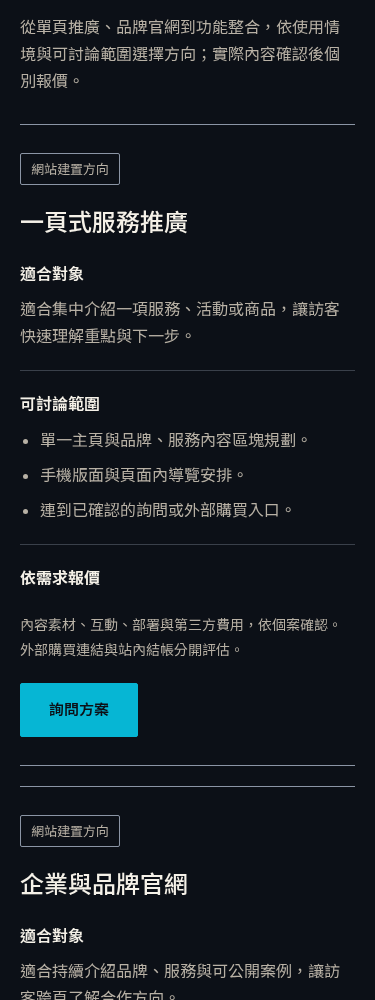 從單頁推廣、品牌官網到功能整合，依使用情
境與可討論範圍選擇方向；實際內容確認後個
別報價。
網站建置方向
一頁式服務推廣
適合對象
適合集中介紹一項服務、活動或商品，讓訪客
快速理解重點與下一步。
可討論範圍
單一主頁與品牌、服務內容區塊規劃。
手機版面與頁面內導覽安排。
連到已確認的詢問或外部購買入口。
依需求報價
內容素材、互動、部署與第三方費用，依個案確認。
外部購買連結與站內結帳分開評估。
詢問方案
網站建置方向
企業與品牌官網
適合對象
適合持續介紹品牌、服務與可公開案例，讓訪
客跨頁了解合作方向。